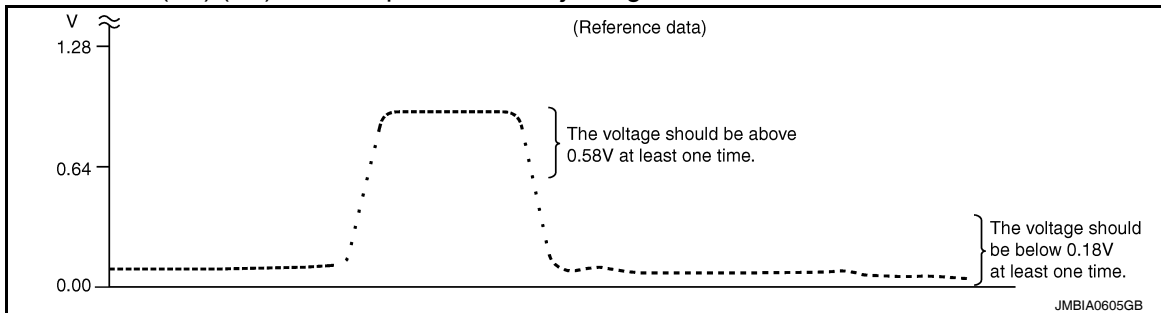 V
(Reference data)
1.28
The voltage should be above
0.58V at least one time.
0.64
The voltage should
be below 0.18V
at least one time.
0.00
JMBIA0605GB